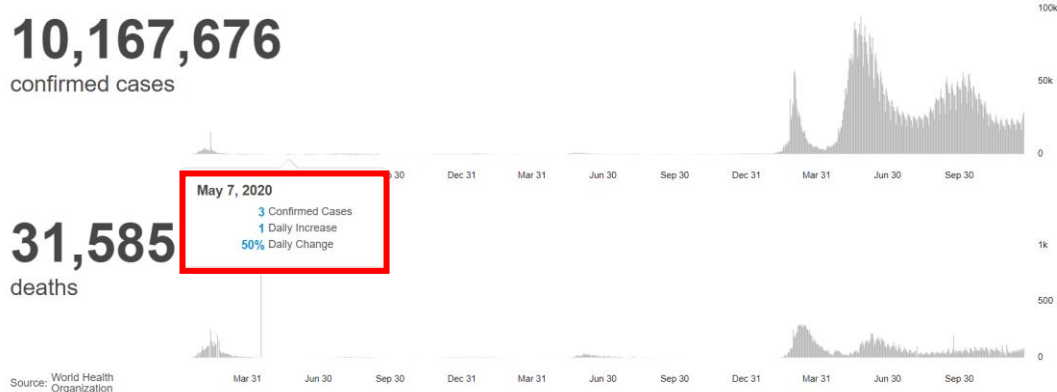 100k
10,167,676
confirmed cases
50k
0
30 Dec 31 Mar 31 Jun 30 Sep 30 Dec 31 Mar 31 Jun 30 Sep 30
May 7, 2020
3 Confirmed Cases
1 Daily Increase
50% Daily Change
31,585
deaths
1k
500
0
Mar 31 Jun 30 Sep 30 Dec 31 Mar 31 Jun 30 Sep 30 Dec 31 Mar 31 Jun 30 Sep 30
Source: World Health
Organization